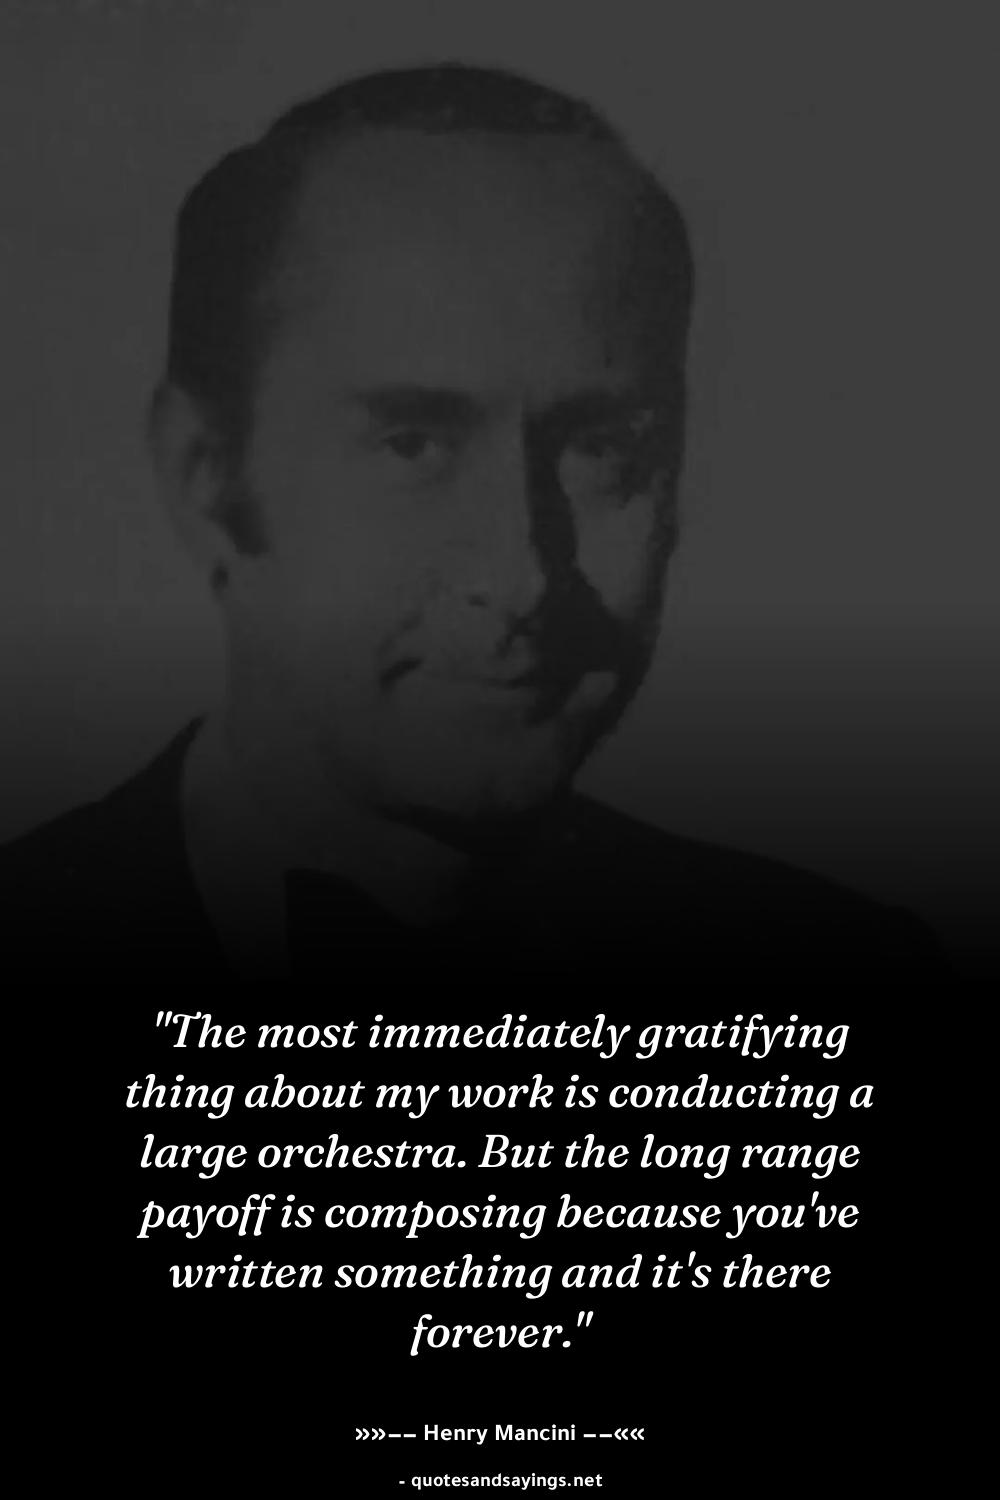 "The most immediately gratifying
thing about my work is conducting a
large orchestra. But the long range
payoff is composing because you've
written something and it's there
forever."
»»-- Henry Mancini --««
- quotesandsayings.net